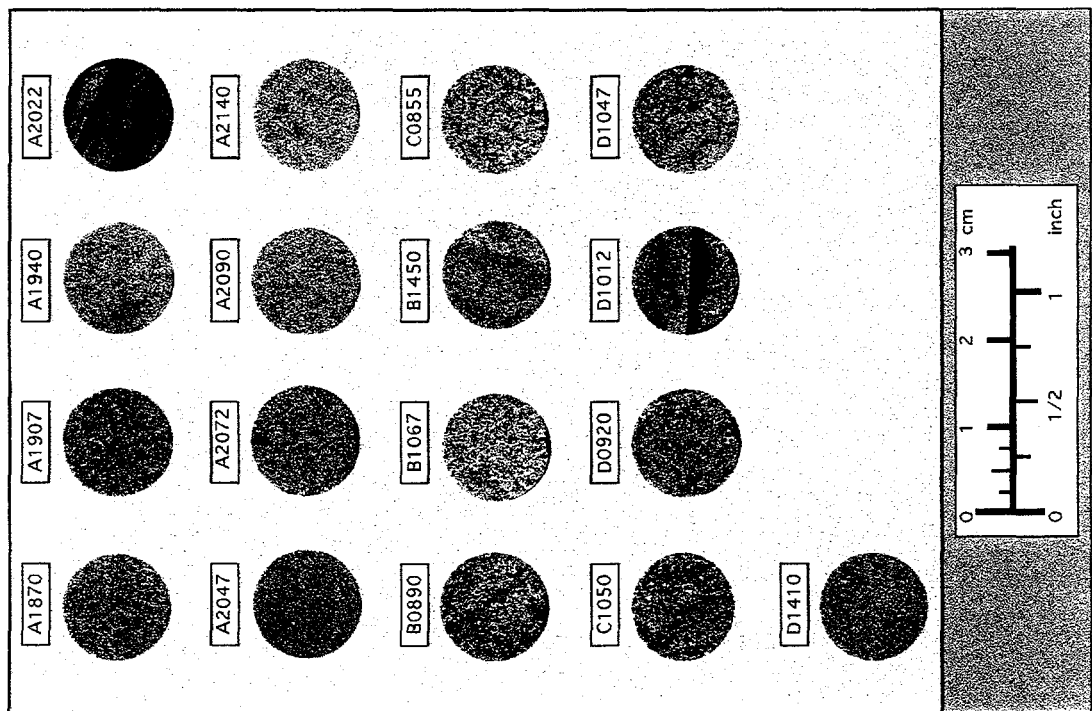 A1870 A1907 A1940 A2022
A2047 A2072 A2090 A2140
B0890 B1067 B1450 C0855
C1050 D0920 D1012 D1047
D1410
0 1 2 3 cm
0 1/2 1 inch